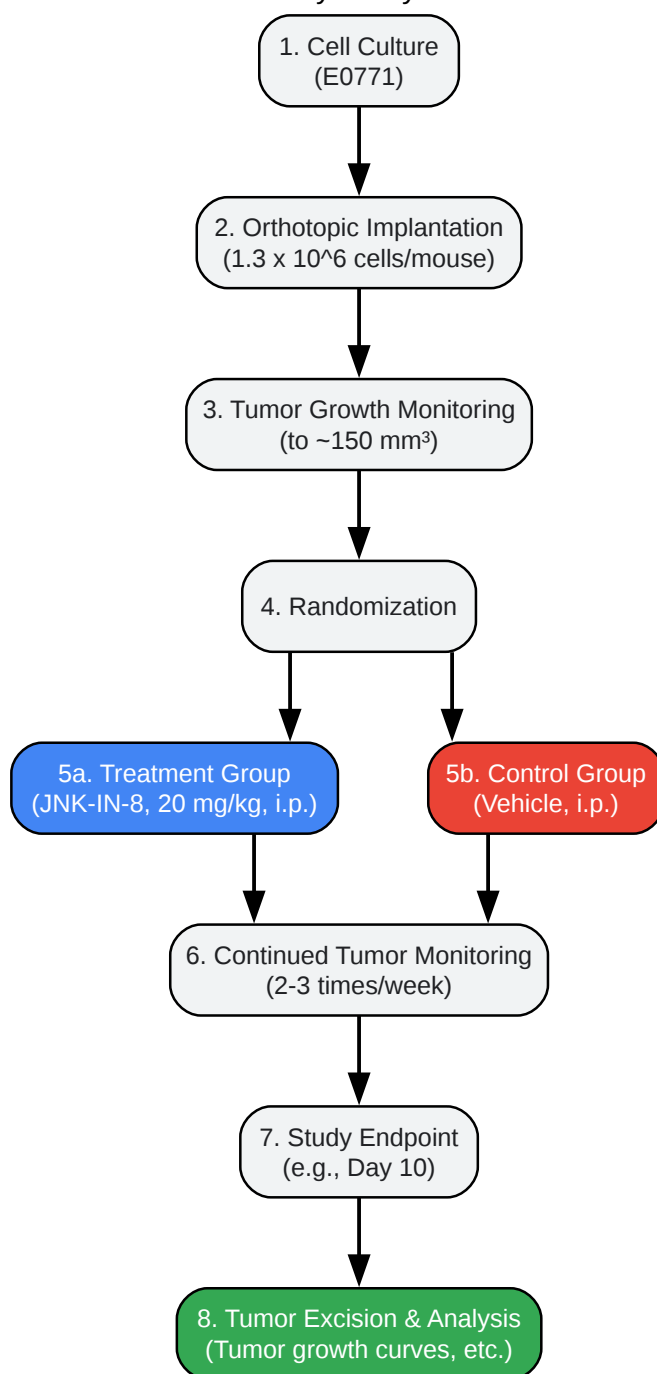 1. Cell Culture
(E0771)
2. Orthotopic Implantation
(1.3 x 10^6 cells/mouse)
3. Tumor Growth Monitoring
(to ~150 mm³)
4. Randomization
5a. Treatment Group
(JNK-IN-8, 20 mg/kg, i.p.)
5b. Control Group
(Vehicle, i.p.)
6. Continued Tumor Monitoring
(2-3 times/week)
7. Study Endpoint
(e.g., Day 10)
8. Tumor Excision & Analysis
(Tumor growth curves, etc.)